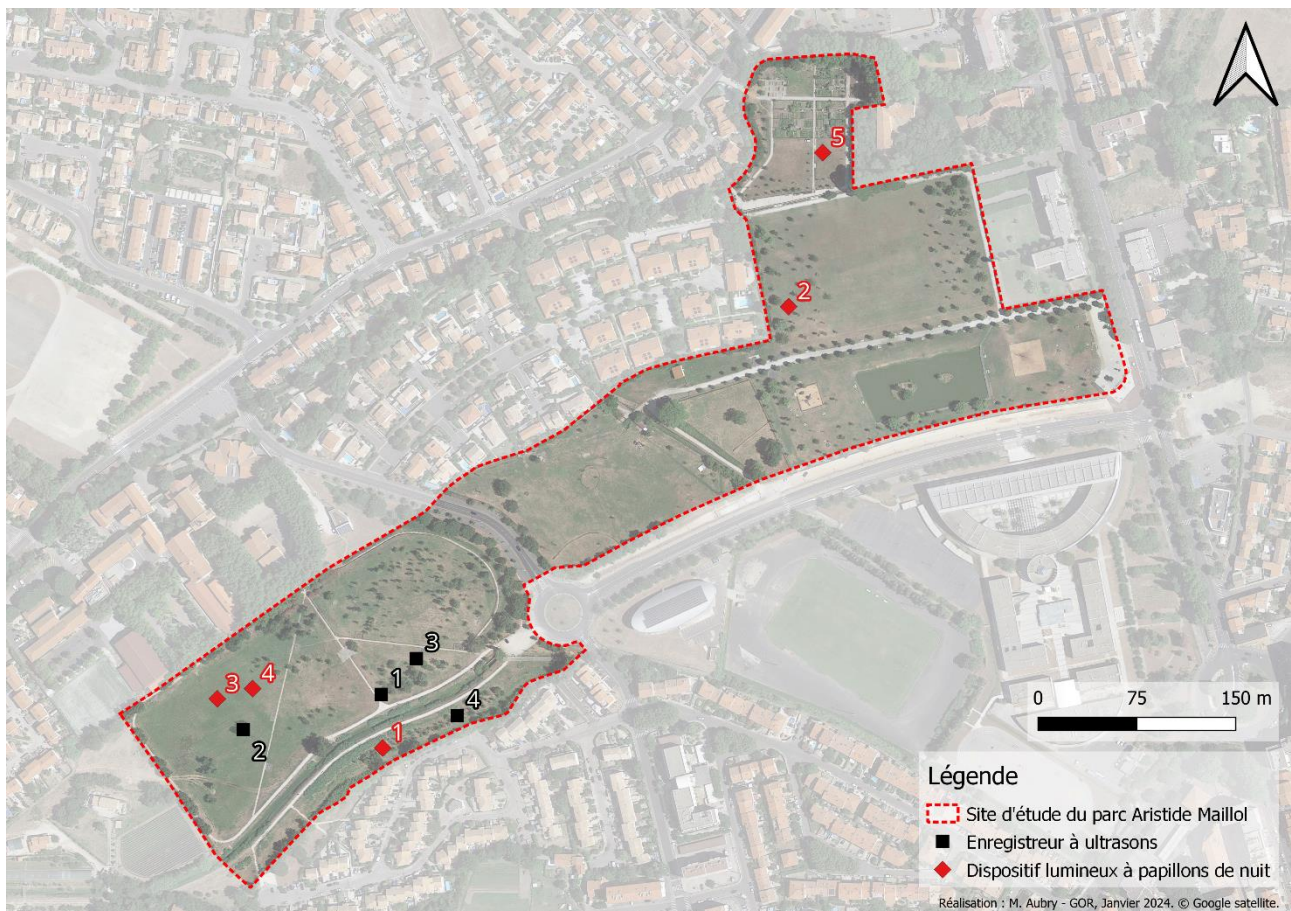 5
2
3
4
3
1
4
2
1
0 75 150 m
Légende
Site d'étude du parc Aristide Maillol
Enregistreur à ultrasons
Dispositif lumineux à papillons de nuit
Réalisation : M. Aubry - GOR, Janvier 2024. © Google satellite.